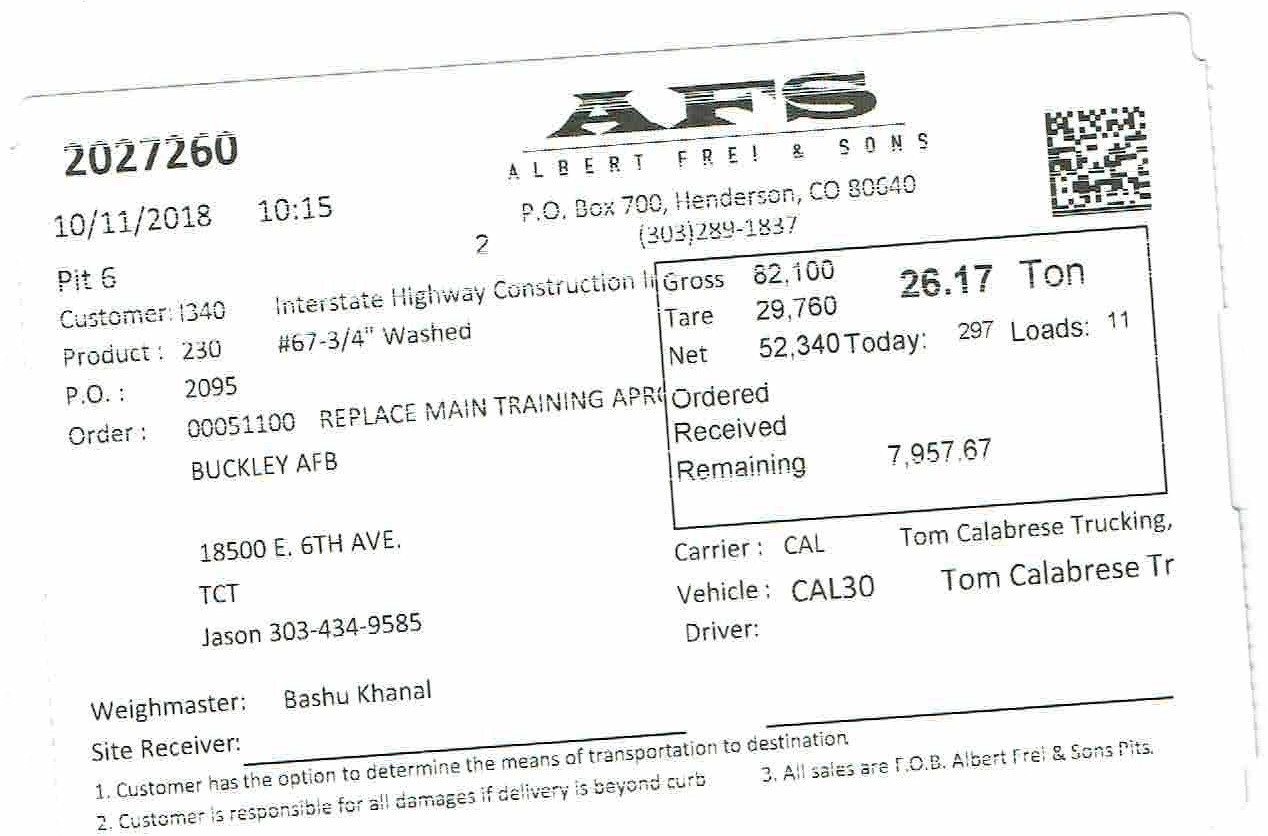 AFS
ALBERT FREI & SONS
2027260
P.O. Box 700, Henderson, CO 80640
10/11/2018 10:15
(303)289-1837
2
Pit 6
Customer: I340 Interstate Highway Construction I
Product : 230 #67-3/4" Washed
P.O. : 2095
Order : 00051100 REPLACE MAIN TRAINING APRO
BUCKLEY AFB
18500 E. 6TH AVE.
TCT
Jason 303-434-9585
Gross 82,100 26.17 Ton
Tare 29,760
Net 52,340 Today: 297 Loads: 11
Ordered
Received
Remaining 7,957.67
Carrier : CAL Tom Calabrese Trucking,
Vehicle : CAL30 Tom Calabrese Tr
Driver:
Weighmaster: Bashu Khanal
Site Receiver:
1. Customer has the option to determine the means of transportation to destination.
2. Customer is responsible for all damages if delivery is beyond curb
3. All sales are F.O.B. Albert Frei & Sons Pits.